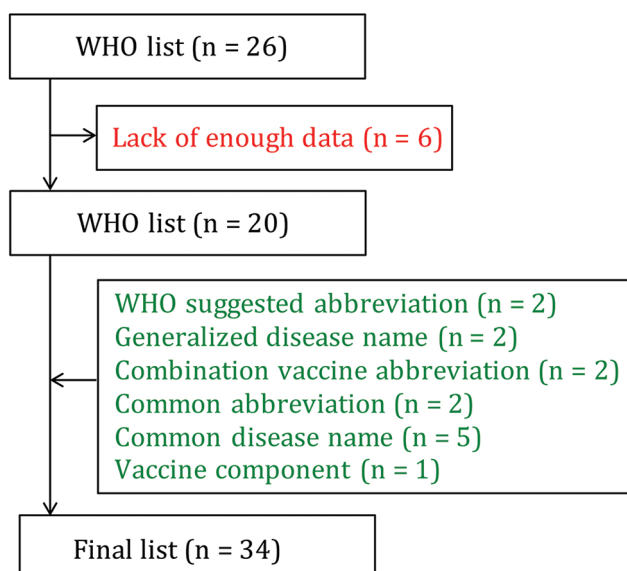 WHO list (n = 26)
Lack of enough data (n = 6)
WHO list (n = 20)
WHO suggested abbreviation (n = 2)
Generalized disease name (n = 2)
Combination vaccine abbreviation (n = 2)
Common abbreviation (n = 2)
Common disease name (n = 5)
Vaccine component (n = 1)
Final list (n = 34)